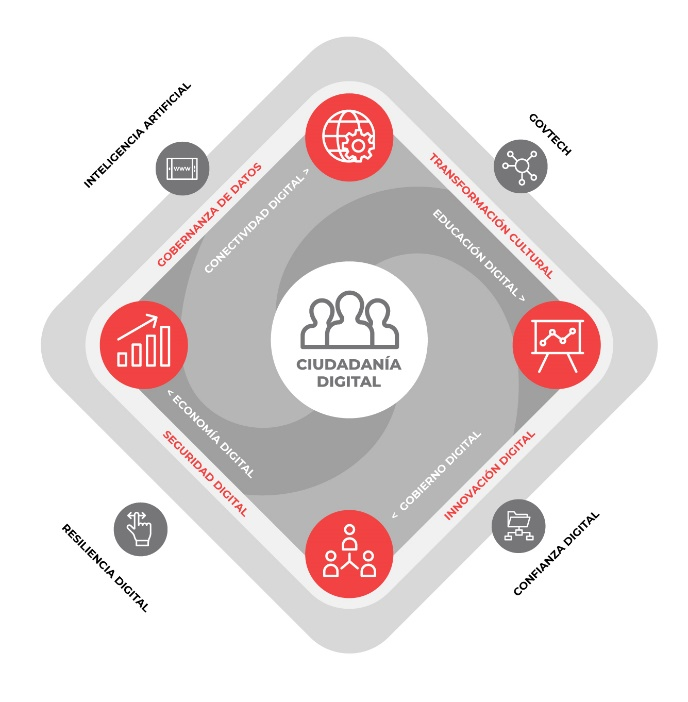 INTELIGENCIA ARTIFICIAL
GOVTECH
www
GOBERNANZA DE DATOS
TRANSFORMACIÓN CULTURAL
CONECTIVIDAD DIGITAL >
EDUCACIÓN DIGITAL >
CIUDADANÍA
DIGITAL
< ECONOMÍA DIGITAL
< GOBIERNO DIGITAL
SEGURIDAD DIGITAL
INNOVACIÓN DIGITAL
RESILIENCIA DIGITAL
CONFIANZA DIGITAL